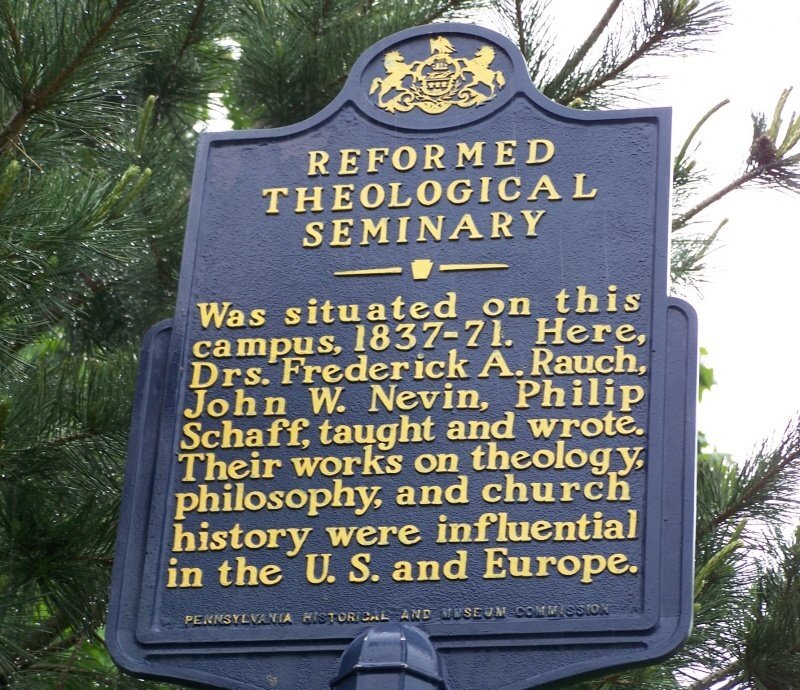 REFORMED
THEOLOGICAL
SEMINARY
Was situated on this
campus, 1837-71. Here,
Drs. Frederick A. Rauch,
John W. Nevin, Philip
Schaff, taught and wrote.
Their works on theology,
philosophy, and church
history were influential
in the U. S. and Europe.
PENNSYLVANIA HISTORICAL AND MUSEUM COMMISSION